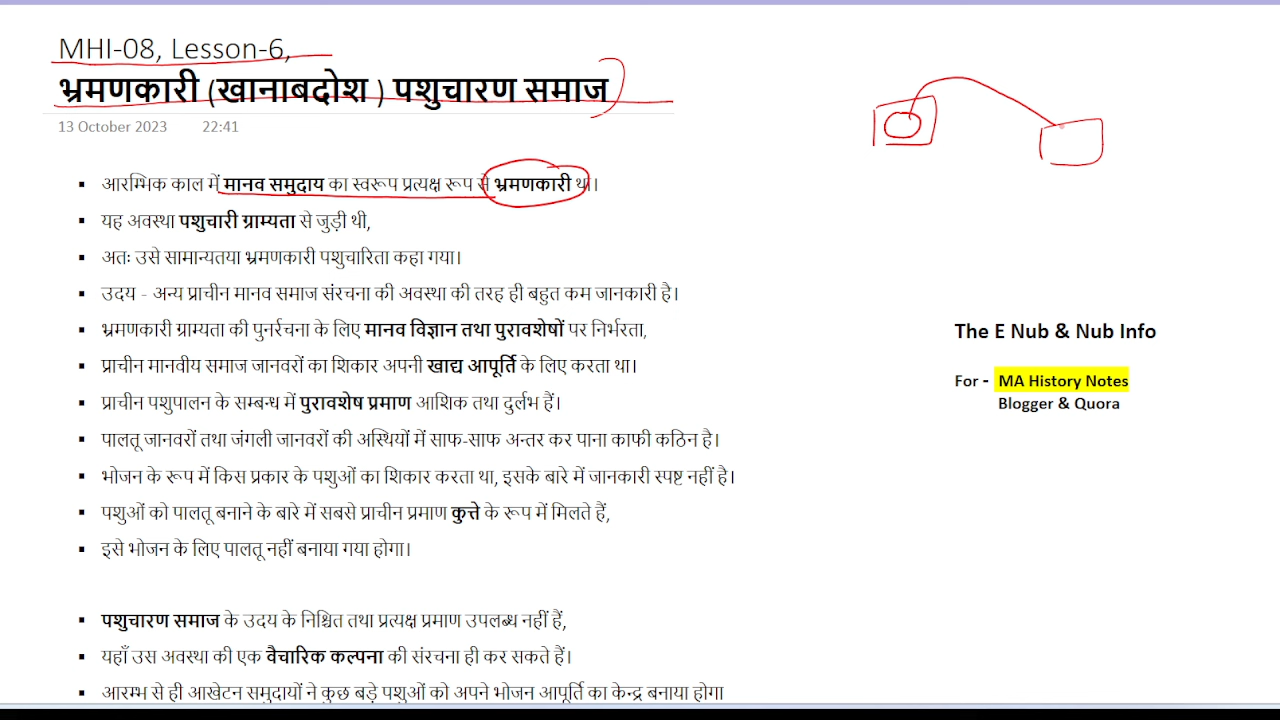 MHI-08, Lesson-6,
भ्रमणकारी (खानाबदोश ) पशुचारण समाज
13 October 2023 22:41
▪ आरम्भिक काल में मानव समुदाय का स्वरूप प्रत्यक्ष रूप से भ्रमणकारी था।
▪ यह अवस्था पशुचारी ग्राम्यता से जुड़ी थी,
▪ अतः उसे सामान्यतया भ्रमणकारी पशुचारिता कहा गया।
▪ उदय - अन्य प्राचीन मानव समाज संरचना की अवस्था की तरह ही बहुत कम जानकारी है।
▪ भ्रमणकारी ग्राम्यता की पुनर्रचना के लिए मानव विज्ञान तथा पुरावशेषों पर निर्भरता,
▪ प्राचीन मानवीय समाज जानवरों का शिकार अपनी खाद्य आपूर्ति के लिए करता था।
▪ प्राचीन पशुपालन के सम्बन्ध में पुरावशेष प्रमाण आशिक तथा दुर्लभ हैं।
▪ पालतू जानवरों तथा जंगली जानवरों की अस्थियों में साफ-साफ अन्तर कर पाना काफी कठिन है।
▪ भोजन के रूप में किस प्रकार के पशुओं का शिकार करता था, इसके बारे में जानकारी स्पष्ट नहीं है।
▪ पशुओं को पालतू बनाने के बारे में सबसे प्राचीन प्रमाण कुत्ते के रूप में मिलते हैं,
▪ इसे भोजन के लिए पालतू नहीं बनाया गया होगा।
▪ पशुचारण समाज के उदय के निश्चित तथा प्रत्यक्ष प्रमाण उपलब्ध नहीं हैं,
▪ यहाँ उस अवस्था की एक वैचारिक कल्पना की संरचना ही कर सकते हैं।
▪ आरम्भ से ही आखेटन समुदायों ने कुछ बड़े पशुओं को अपने भोजन आपूर्ति का केन्द्र बनाया होगा
The E Nub & Nub Info
For - MA History Notes
Blogger & Quora